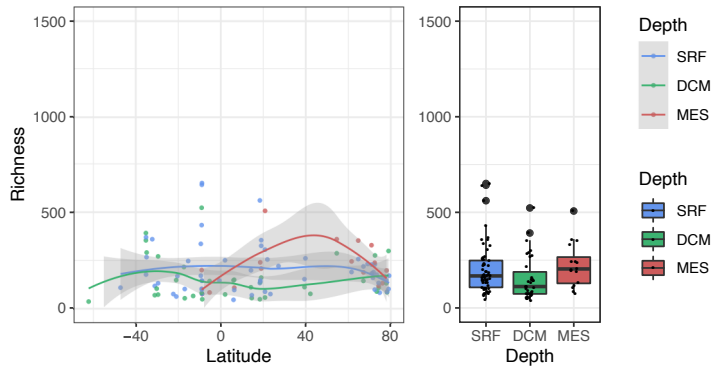 1500
1000
500
0
Richness
−40
0
40
80
Latitude
1500
1000
500
0
SRF DCM MES
Depth
Depth
SRF
DCM
MES
Depth
SRF
DCM
MES